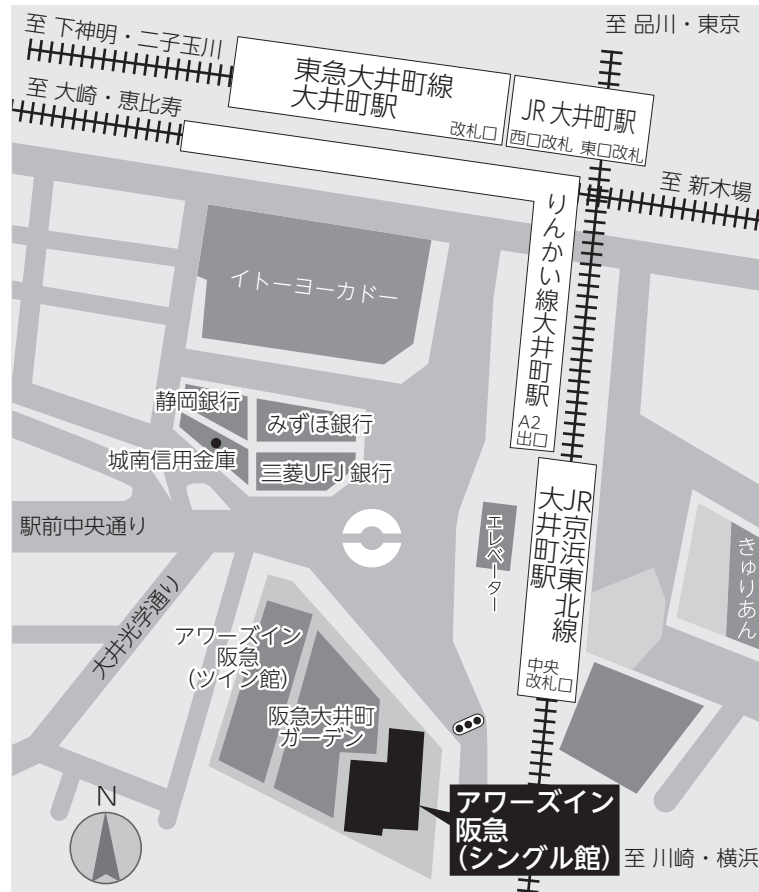 至 下神明・二子玉川
至 品川・東京
東急大井町線
大井町駅
改札口
JR 大井町駅
西口改札 東口改札
至 大崎・恵比寿
至 新木場
りんかい線大井町駅
A2
出口
イトーヨーカドー
静岡銀行
みずほ銀行
城南信用金庫
三菱UFJ 銀行
駅前中央通り
エレベーター
JR京浜東北線
大井町駅
中央
改札口
きゅりあん
大井光学通り
アワーズイン
阪急
(ツイン館)
阪急大井町
ガーデン
アワーズイン
阪急
(シングル館)
至 川崎・横浜
N